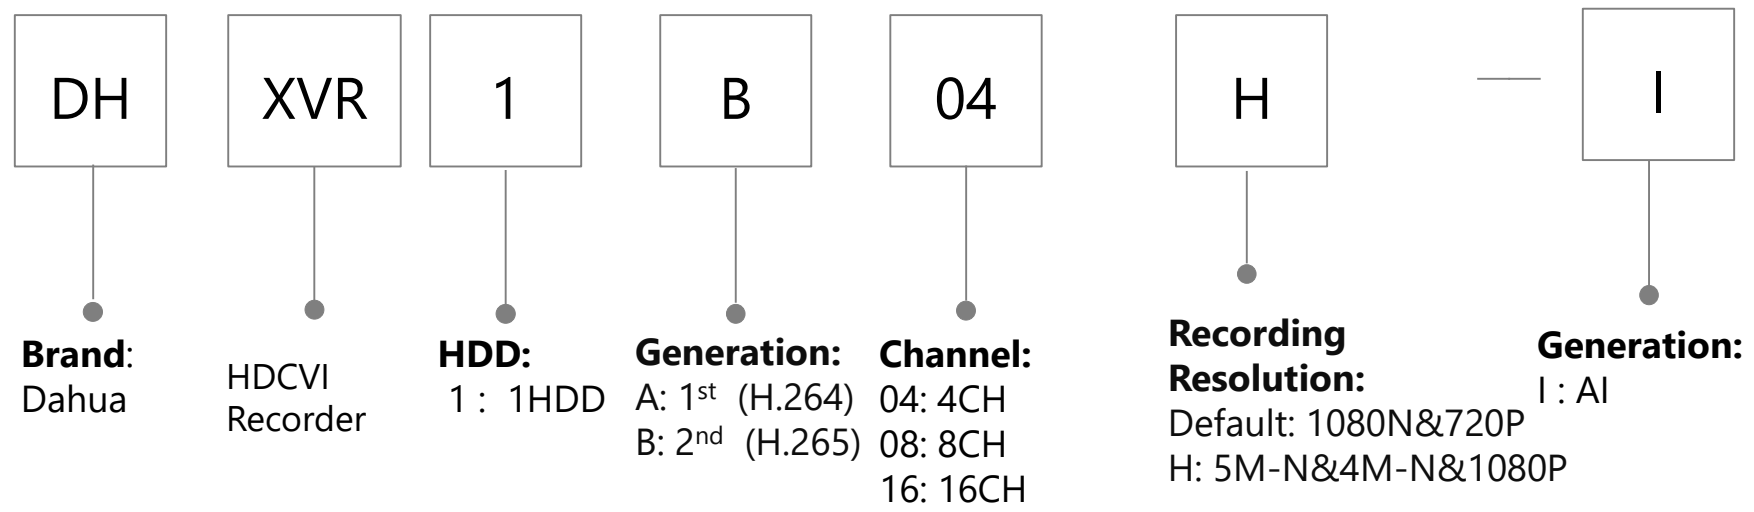 DH XVR 1 B 04 H — I
Brand:
Dahua
HDCVI
Recorder
HDD:
1 : 1HDD
Generation:
A: 1st (H.264)
B: 2nd (H.265)
Channel:
04: 4CH
08: 8CH
16: 16CH
Recording
Resolution:
Default: 1080N&720P
H: 5M-N&4M-N&1080P
Generation:
I : AI